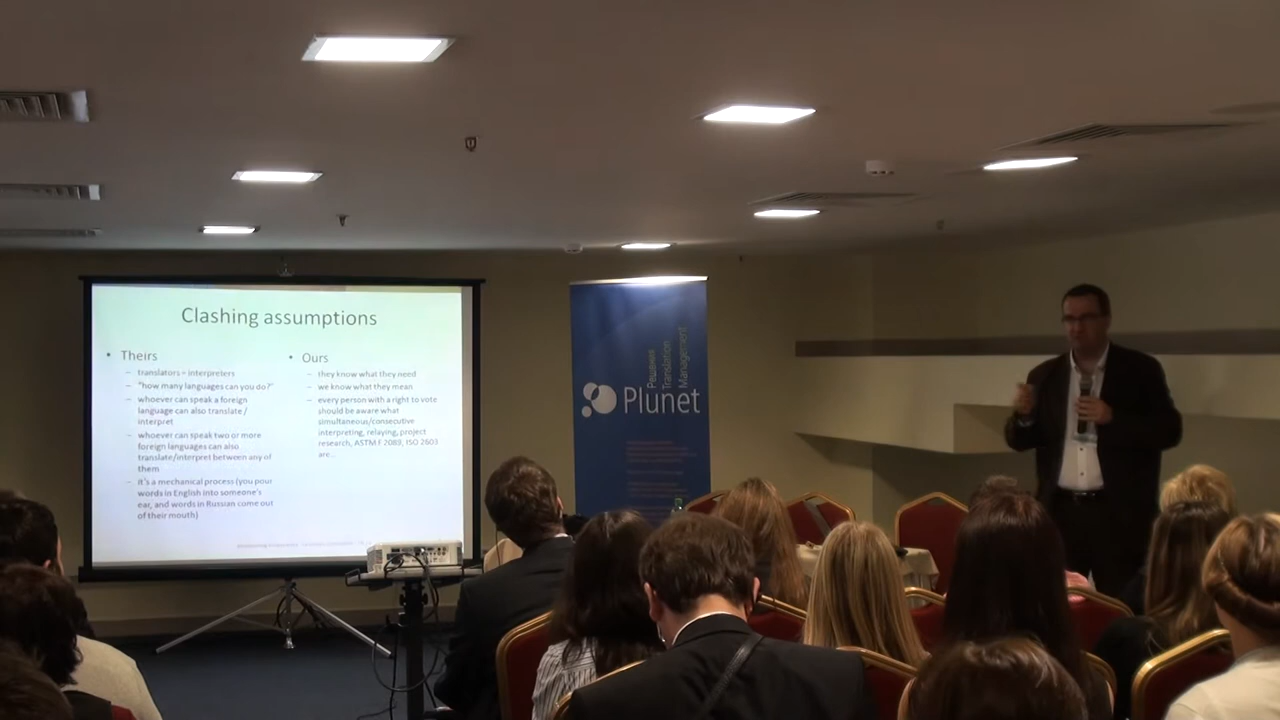 Clashing assumptions
• Theirs
– translators = interpreters
– "how many languages can you do?"
– whoever can speak a foreign
language can also translate /
interpret
– whoever can speak two or more
foreign languages can also
translate/interpret between any of
them
– it's a mechanical process (you pour
words in English into someone's
ear, and words in Russian come out
of their mouth)
• Ours
– they know what they need
– we know what they mean
– every person with a right to vote
should be aware what
simultaneous/consecutive
interpreting, relaying, project
research, ASTM F 2089, ISO 2603
are...
Решения
Translation
Management
Plunet